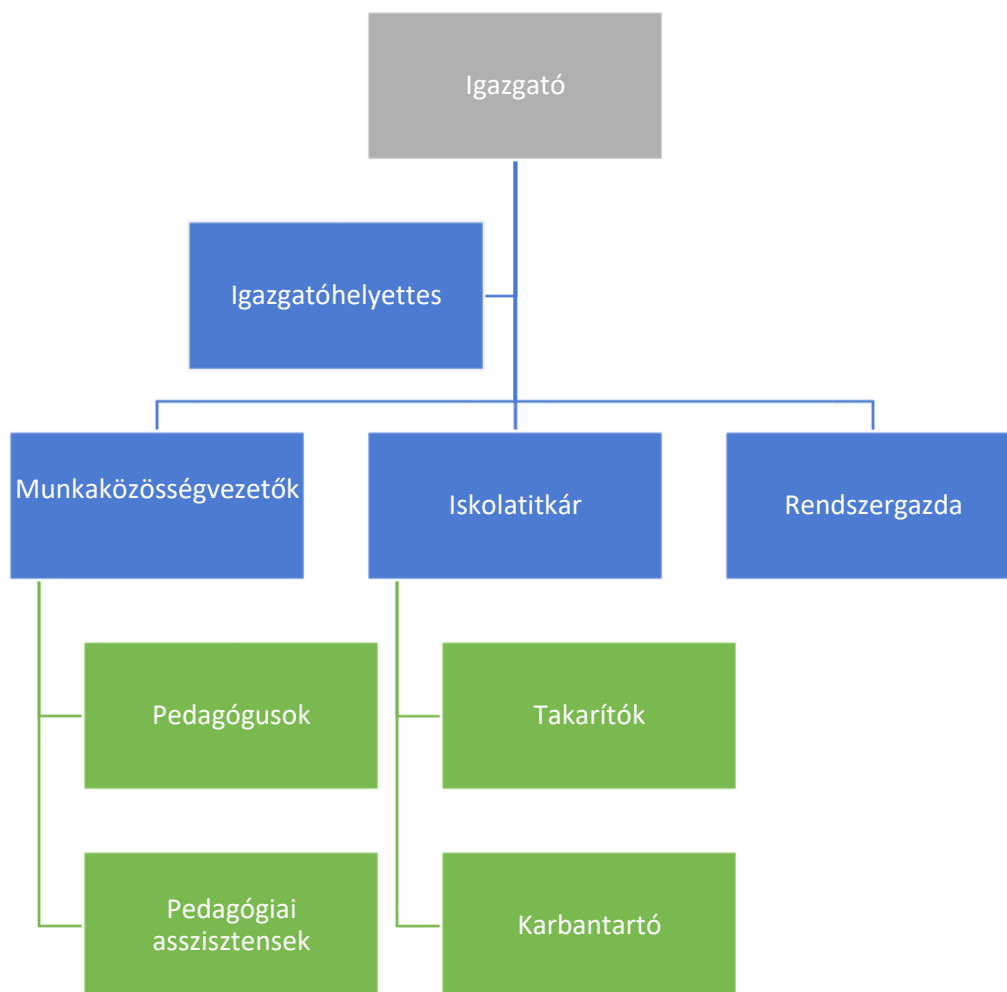 Igazgató
Igazgatóhelyettes
Munkaközösségvezetők
Iskolatitkár
Rendszergazda
Pedagógusok
Takarítók
Pedagógiai
asszisztensek
Karbantartó